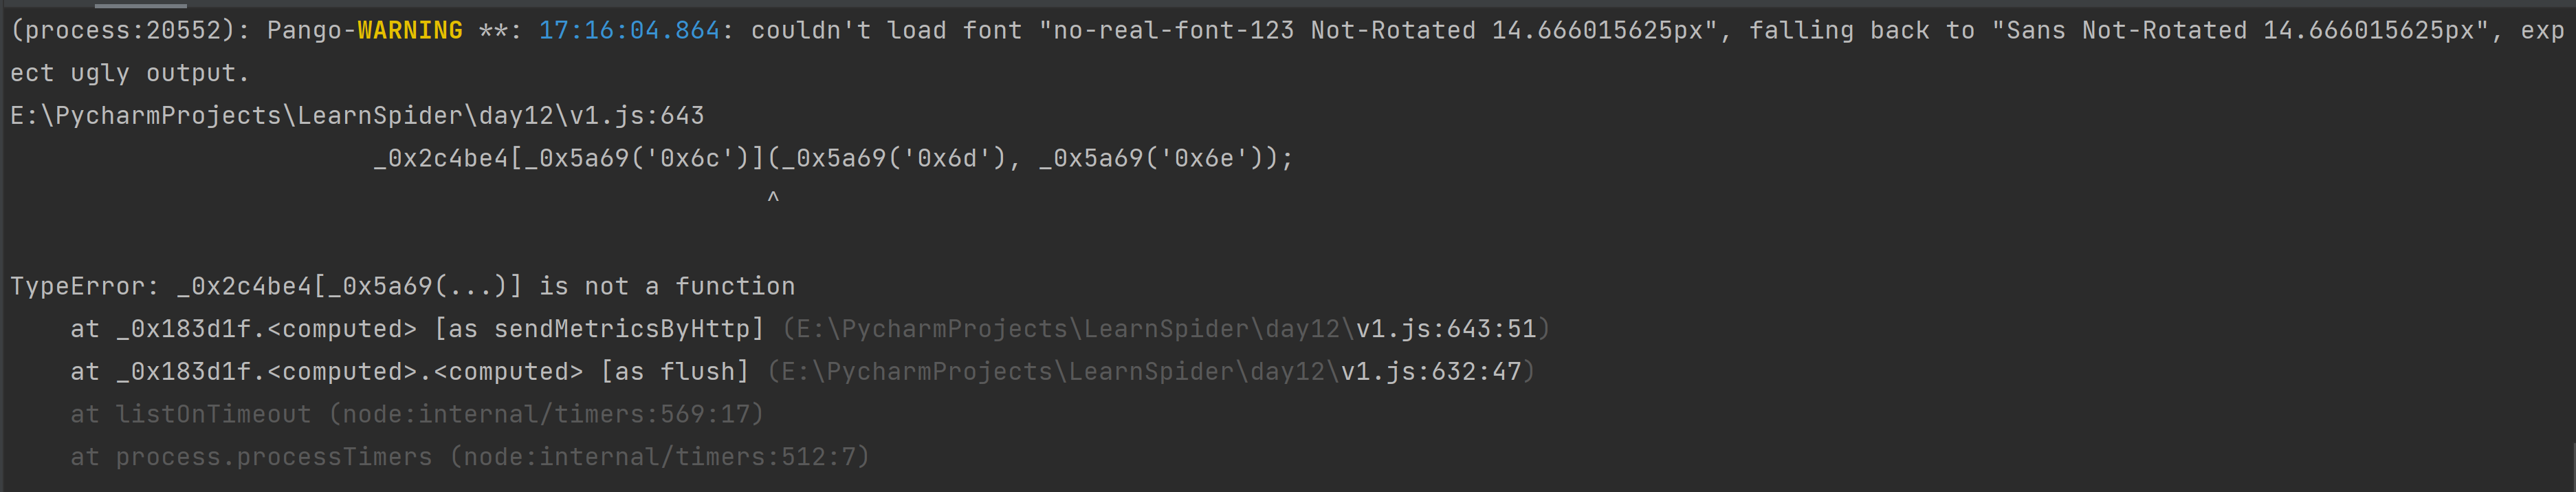 (process:20552): Pango-WARNING **: 17:16:04.864: couldn't load font "no-real-font-123 Not-Rotated 14.666015625px", falling back to "Sans Not-Rotated 14.666015625px", exp
ect ugly output.
E:\PycharmProjects\LearnSpider\day12\v1.js:643
                        _0x2c4be4[_0x5a69('0x6c')](_0x5a69('0x6d'), _0x5a69('0x6e'));
                                                  ^
TypeError: _0x2c4be4[_0x5a69(...)] is not a function
    at _0x183d1f.<computed> [as sendMetricsByHttp] (E:\PycharmProjects\LearnSpider\day12\v1.js:643:51)
    at _0x183d1f.<computed>.<computed> [as flush] (E:\PycharmProjects\LearnSpider\day12\v1.js:632:47)
    at listOnTimeout (node:internal/timers:569:17)
    at process.processTimers (node:internal/timers:512:7)